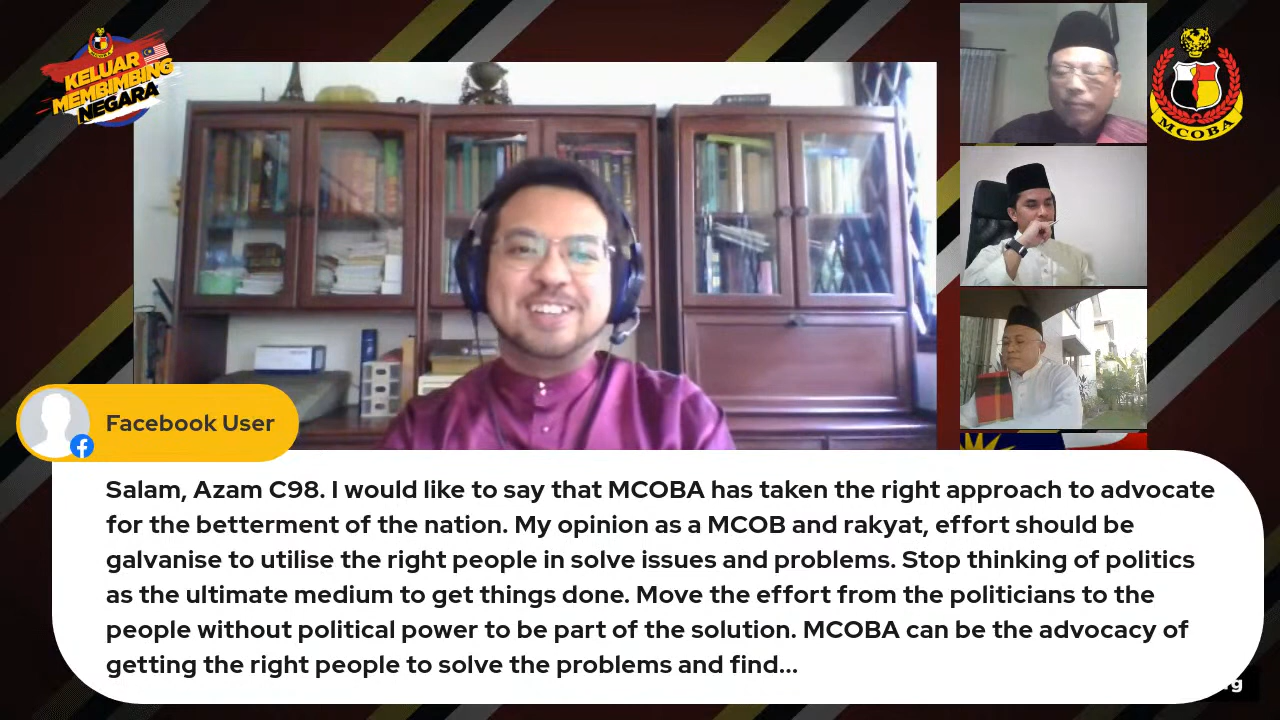 KELUAR
MEMBIMBING
NEGARA
MCOBA
Facebook User
Salam, Azam C98. I would like to say that MCOBA has taken the right approach to advocate
for the betterment of the nation. My opinion as a MCOB and rakyat, effort should be
galvanise to utilise the right people in solve issues and problems. Stop thinking of politics
as the ultimate medium to get things done. Move the effort from the politicians to the
people without political power to be part of the solution. MCOBA can be the advocacy of
getting the right people to solve the problems and find...